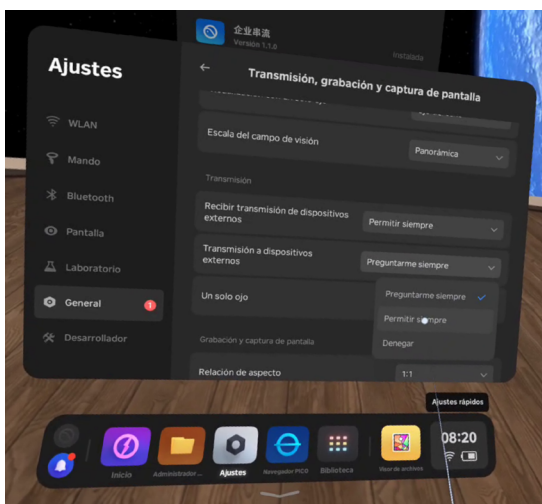 企业串流
Versión 1.1.0
Instalada
Ajustes
Transmisión, grabación y captura de pantalla
WLAN
Mando
Bluetooth
Pantalla
Laboratorio
General
1
Desarrollador
Escala del campo de visión
Panorámica
Transmisión
Recibir transmisión de dispositivos
externos
Permitir siempre
Transmisión a dispositivos
externos
Preguntarme siempre
Un solo ojo
Preguntarme siempre
Permitir siempre
Denegar
Grabación y captura de pantalla
Relación de aspecto
1:1
Ajustes rápidos
Inicio
Administrador ...
Ajustes
Navegador PICO
Biblioteca
Visor de archivos
08:20